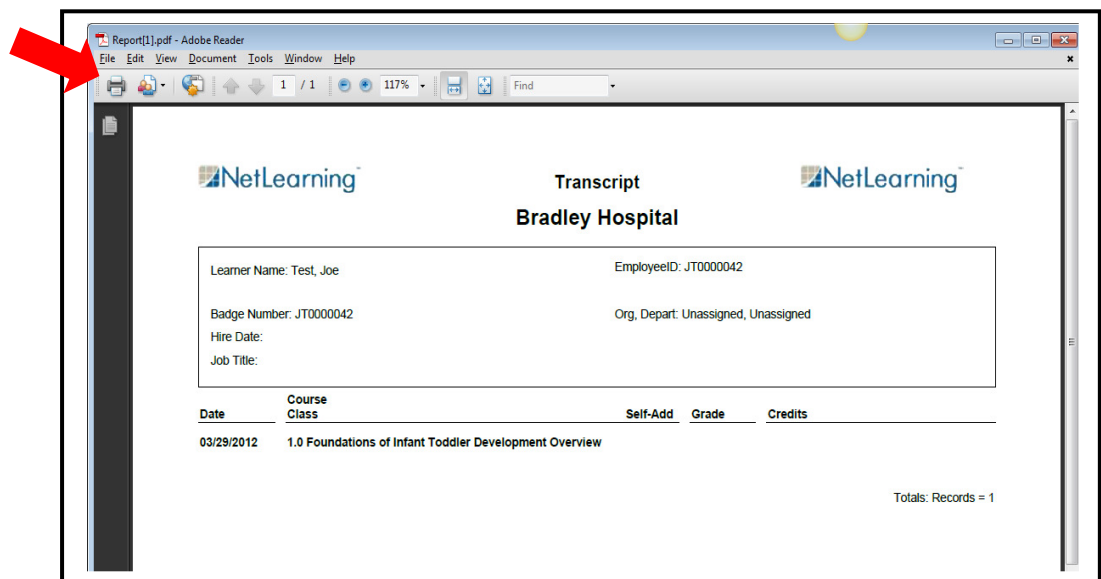 Report[1].pdf - Adobe Reader
File Edit View Document Tools Window Help
1 / 1 117% Find
NetLearning™ Transcript NetLearning™
Bradley Hospital
Learner Name: Test, Joe EmployeeID: JT0000042
Badge Number: JT0000042 Org, Depart: Unassigned, Unassigned
Hire Date:
Job Title:
Course
Date Class Self-Add Grade Credits
03/29/2012 1.0 Foundations of Infant Toddler Development Overview
Totals: Records = 1